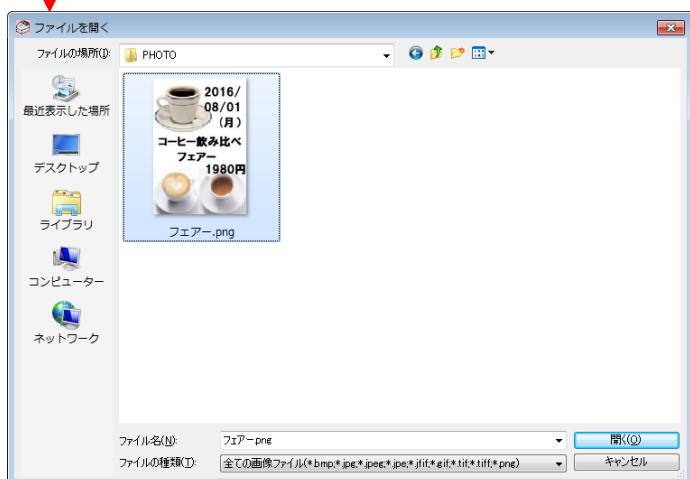 ファイルを開く
ファイルの場所(I):
PHOTO
最近表示した場所
デスクトップ
ライブラリ
コンピューター
ネットワーク
2016/
08/01
(月)
コーヒー飲み比べ
フェアー
1980円
フェアー.png
ファイル名(N):
フェアー.png
開く(O)
ファイルの種類(T):
全ての画像ファイル(*.bmp;*.jpg;*.jpeg;*.jpe;*.jfif;*.gif;*.tif;*.tiff;*.png)
キャンセル